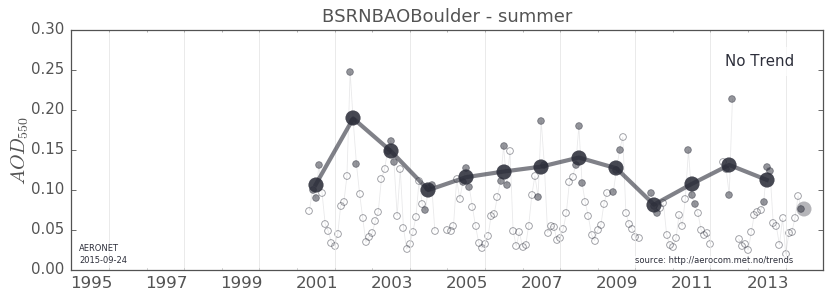 BSRNBAOBoulder - summer
0.30
0.25
0.20
0.15
0.10
0.05
0.00
AOD550
No Trend
AERONET
2015-09-24
source: http://aerocom.met.no/trends
1995 1997 1999 2001 2003 2005 2007 2009 2011 2013